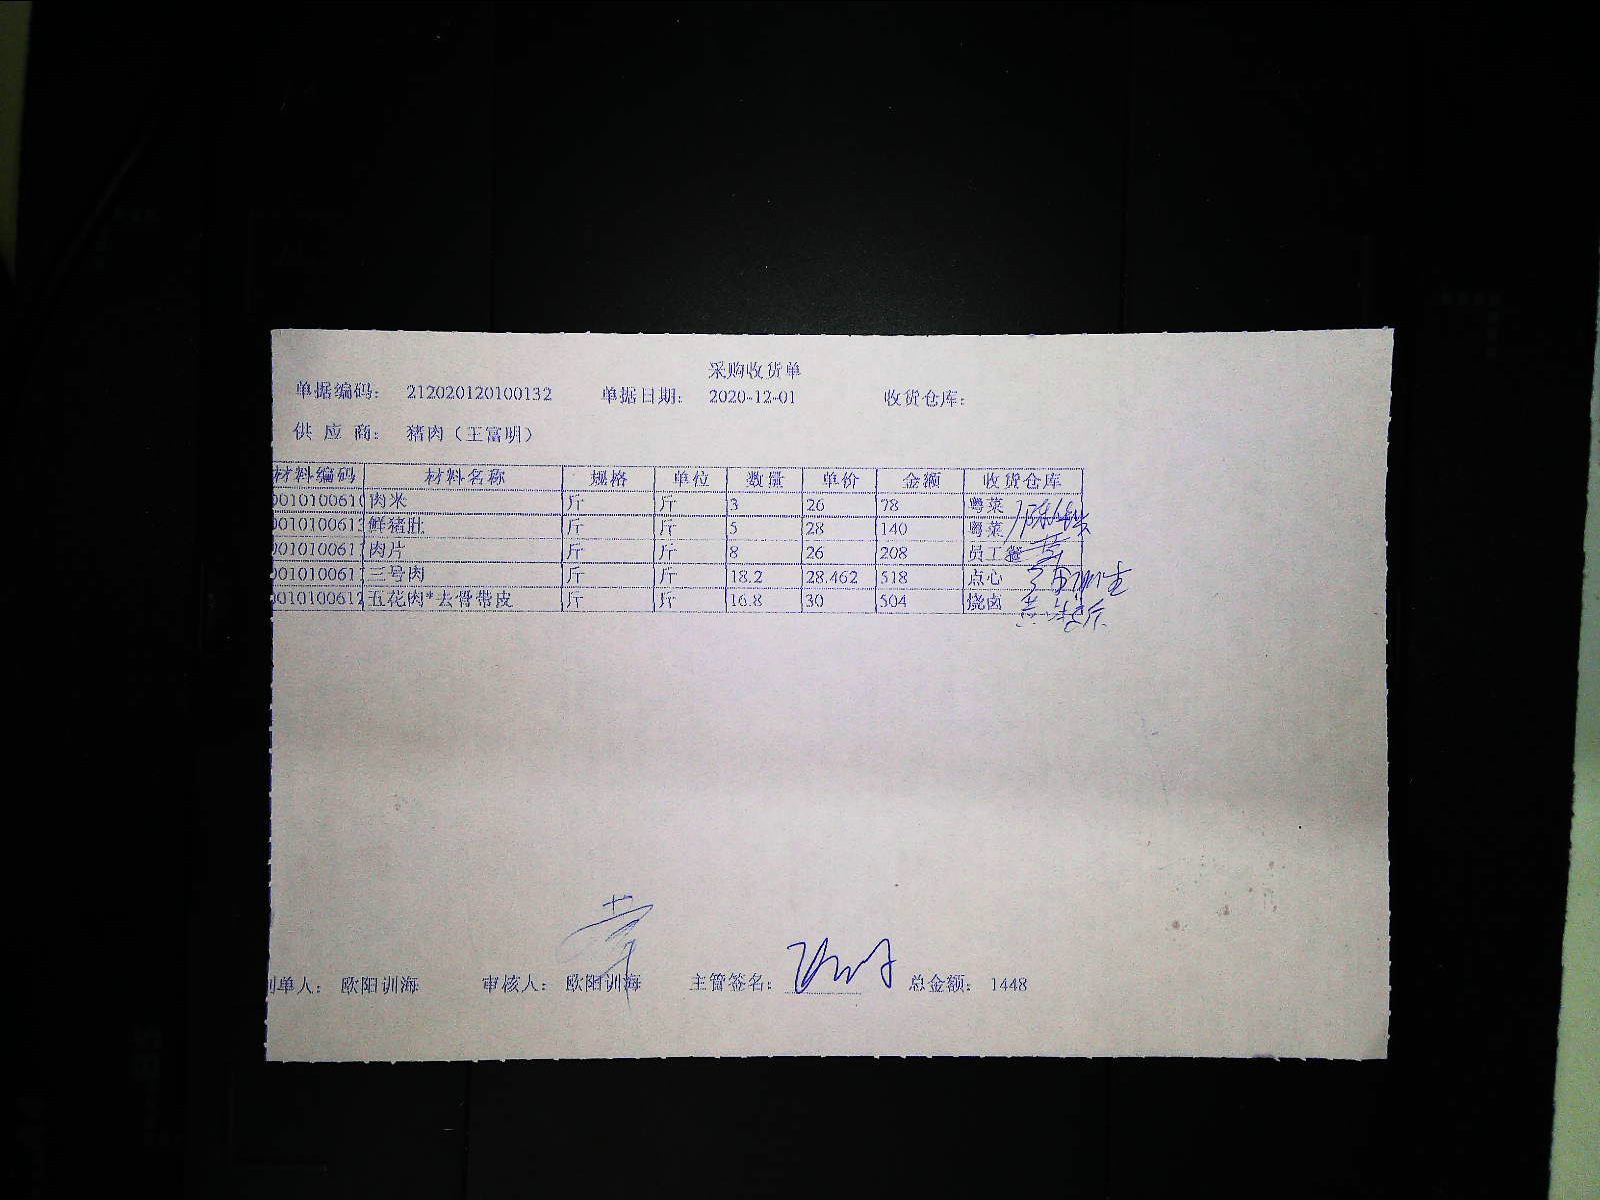 采购收货单
单据编码： 212020120100132 单据日期： 2020-12-01 收货仓库：
供 应 商： 猪肉（王富明）
材料编码 材料名称 规格 单位 数量 单价 金额 收货仓库
0010100610 肉米 斤 斤 3 26 78 粤菜
001010061 鲜猪肚 斤 斤 5 28 140 粤菜
001010061 肉片 斤 斤 8 26 208 员工餐
001010061 三号肉 斤 斤 18.2 28.462 518 点心
001010061 五花肉*去骨带皮 斤 斤 16.8 30 504 烧卤
制单人： 欧阳训海 审核人： 欧阳训海 主管签名： 总金额： 1448